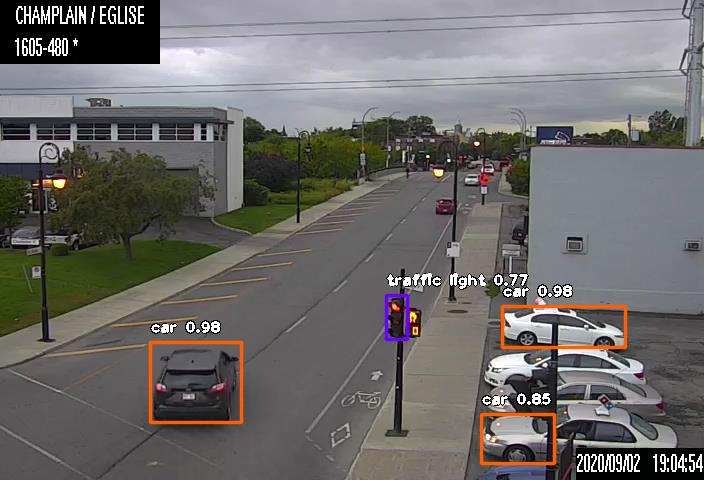 CHAMPLAIN / EGLISE
1605-480 *
traffic light 0.77
car 0.98
car 0.98
car 0.85
2020/09/02 19:04:54